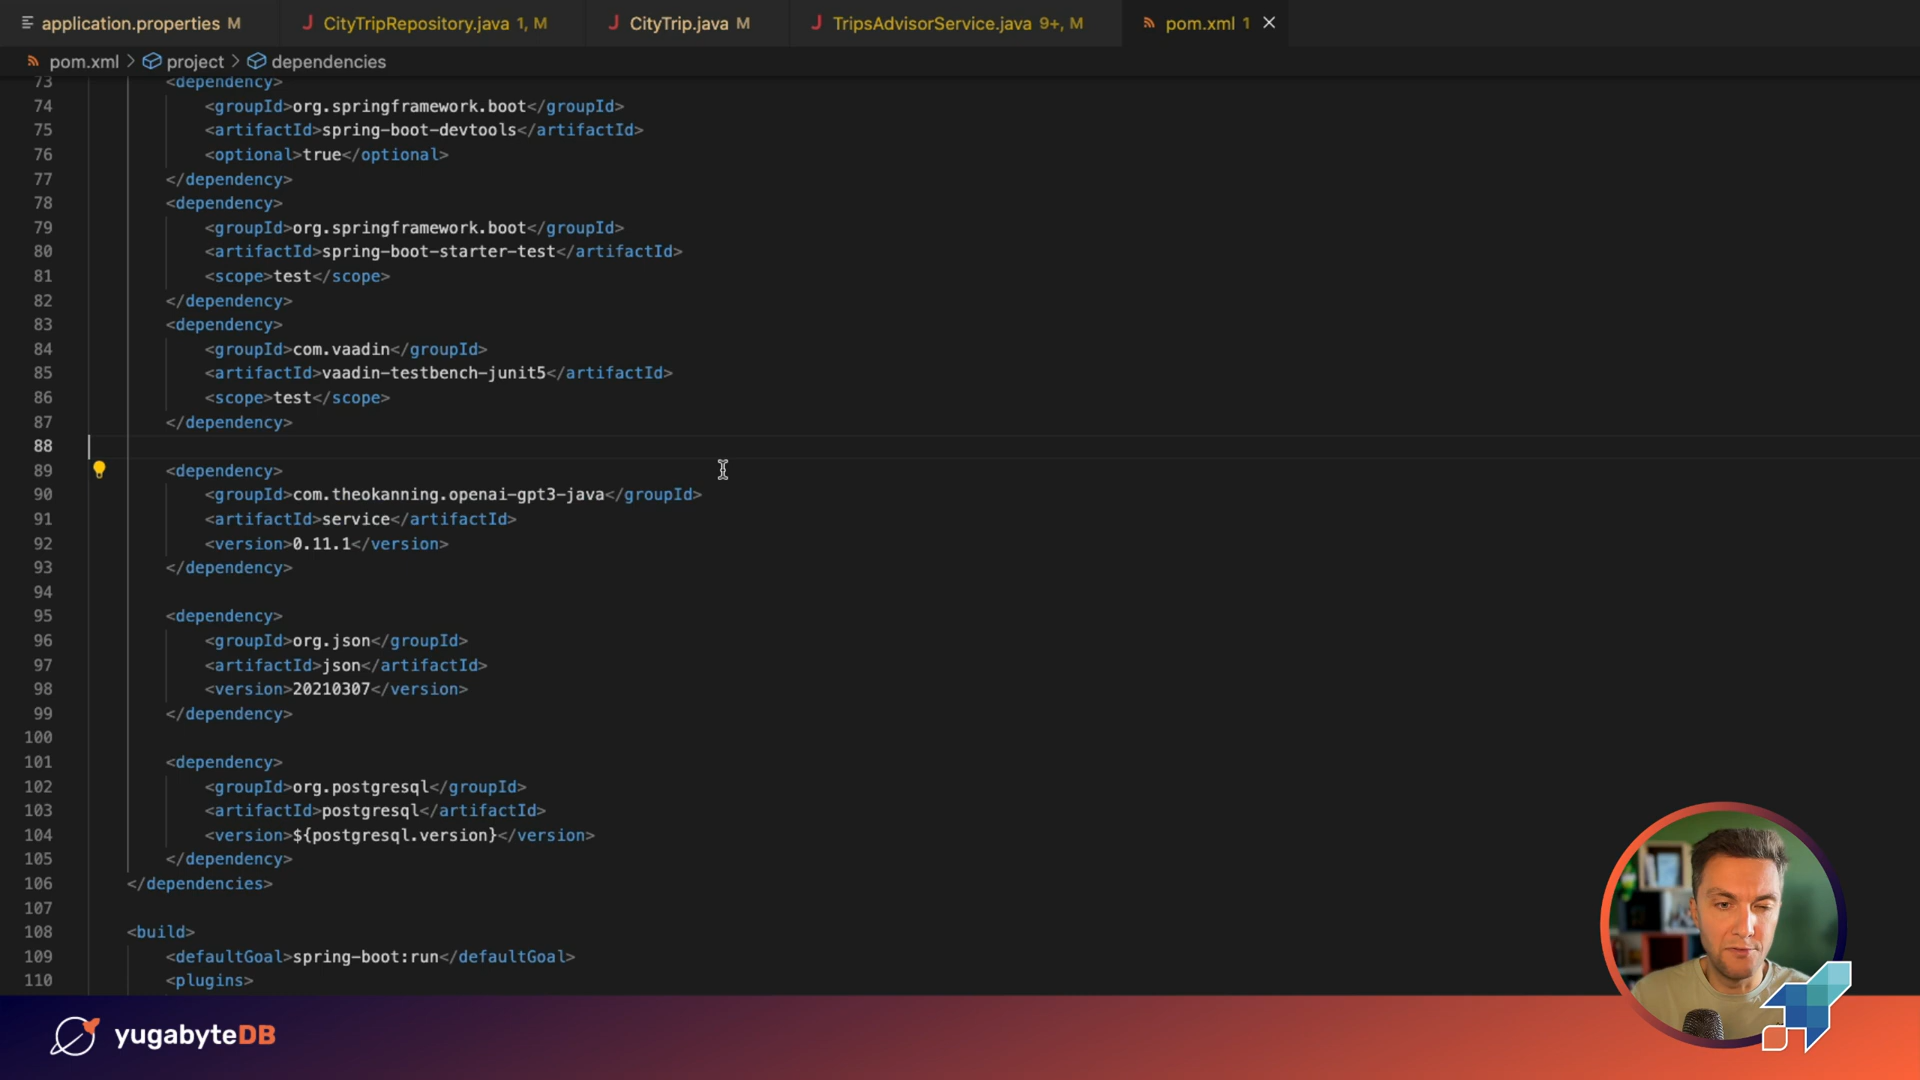 application.properties M
CityTripRepository.java 1, M
CityTrip.java M
TripsAdvisorService.java 9+, M
pom.xml 1
pom.xml > project > dependencies
73 <dependency>
74 <groupId>org.springframework.boot</groupId>
75 <artifactId>spring-boot-devtools</artifactId>
76 <optional>true</optional>
77 </dependency>
78 <dependency>
79 <groupId>org.springframework.boot</groupId>
80 <artifactId>spring-boot-starter-test</artifactId>
81 <scope>test</scope>
82 </dependency>
83 <dependency>
84 <groupId>com.vaadin</groupId>
85 <artifactId>vaadin-testbench-junit5</artifactId>
86 <scope>test</scope>
87 </dependency>
88
89 <dependency>
90 <groupId>com.theokanning.openai-gpt3-java</groupId>
91 <artifactId>service</artifactId>
92 <version>0.11.1</version>
93 </dependency>
94
95 <dependency>
96 <groupId>org.json</groupId>
97 <artifactId>json</artifactId>
98 <version>20210307</version>
99 </dependency>
100
101 <dependency>
102 <groupId>org.postgresql</groupId>
103 <artifactId>postgresql</artifactId>
104 <version>${postgresql.version}</version>
105 </dependency>
106 </dependencies>
107
108 <build>
109 <defaultGoal>spring-boot:run</defaultGoal>
110 <plugins>
yugabyteDB